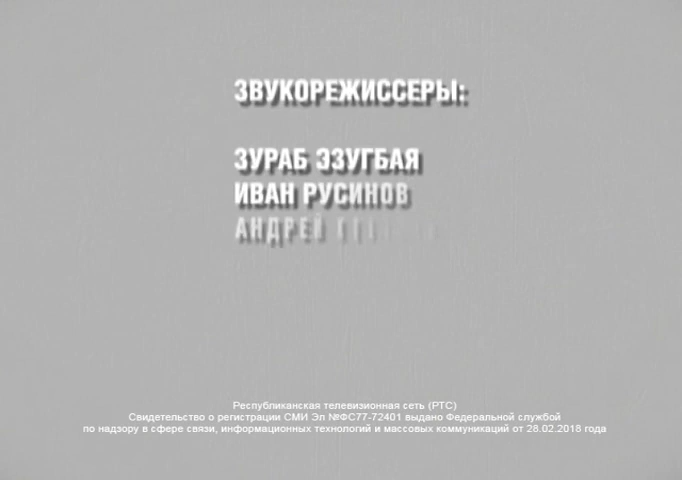 ЗВУКОРЕЖИССЕРЫ:
ЗУРАБ ЭЗУГБАЯ
ИВАН РУСИНОВ
АНДРЕЙ
Республиканская телевизионная сеть (РТС)
Свидетельство о регистрации СМИ Эл №ФС77-72401 выдано Федеральной службой
по надзору в сфере связи, информационных технологий и массовых коммуникаций от 28.02.2018 года